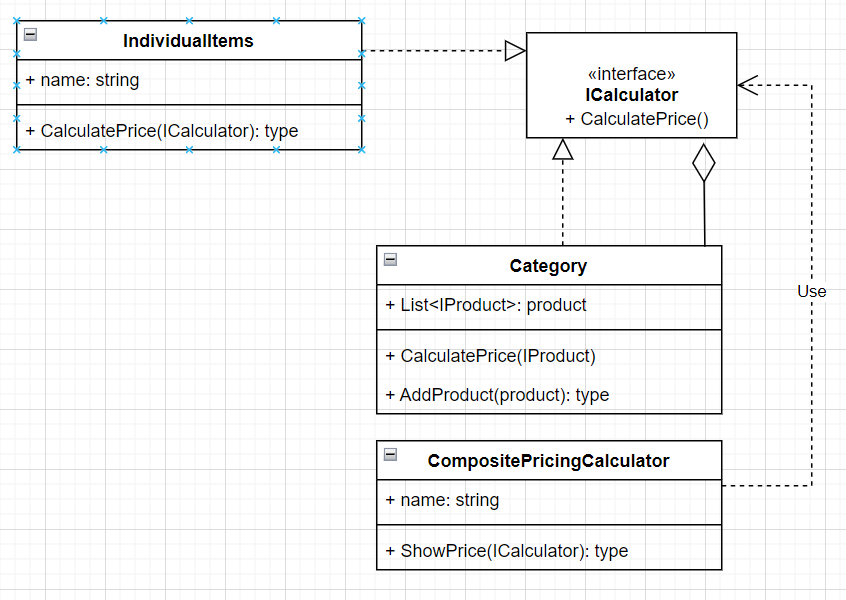 IndividualItems
+ name: string
+ CalculatePrice(ICalculator): type
«interface»
ICalculator
+ CalculatePrice()
Category
+ List<IProduct>: product
+ CalculatePrice(IProduct)
+ AddProduct(product): type
Use
CompositePricingCalculator
+ name: string
+ ShowPrice(ICalculator): type